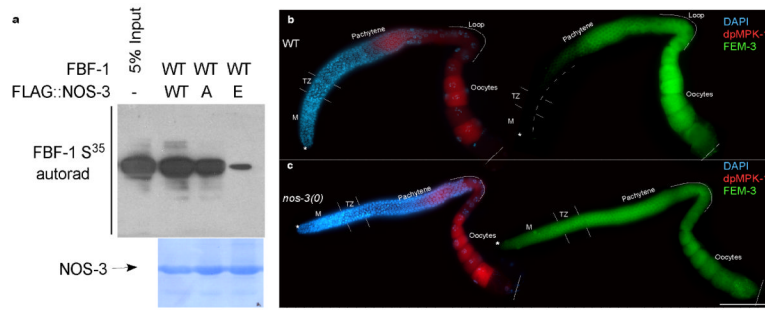 a
5% Input
FBF-1 WT WT WT
FLAG::NOS-3 - WT A E
FBF-1 S35
autorad
NOS-3
b
WT
Pachytene
Loop
TZ
M
*
Oocytes
Pachytene
Loop
TZ
M
*
Oocytes
DAPI
dpMPK-1
FEM-3
c
nos-3(0)
M
TZ
Pachytene
*
Oocytes
M
TZ
Pachytene
*
Oocytes
DAPI
dpMPK-
FEM-3